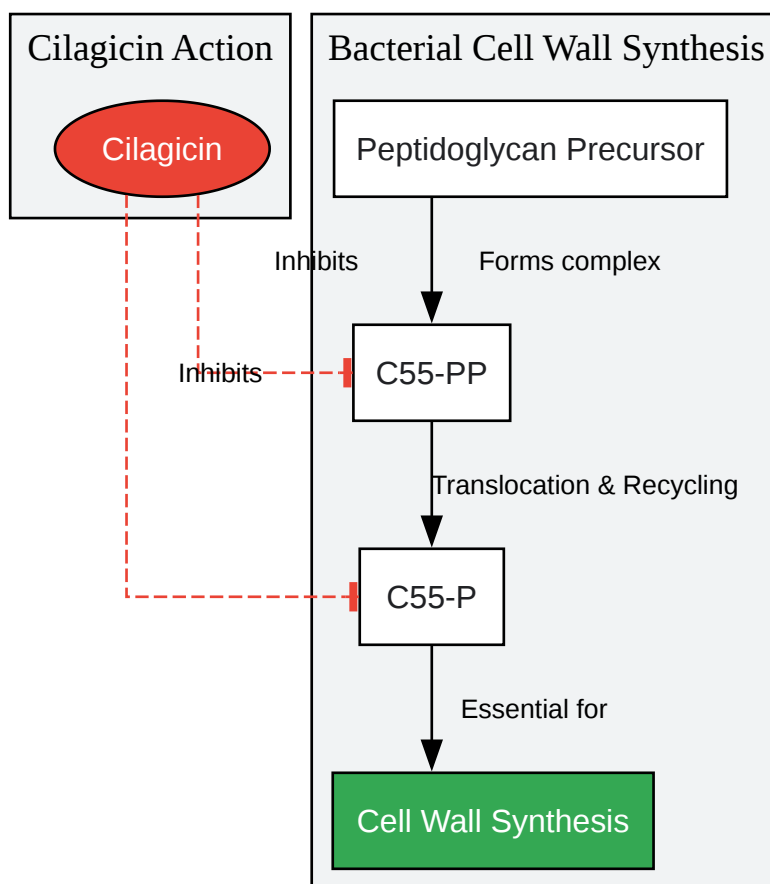 Cilagicin Action
Bacterial Cell Wall Synthesis
Cilagicin
Peptidoglycan Precursor
Inhibits
Forms complex
Inhibits
C55-PP
Translocation & Recycling
C55-P
Essential for
Cell Wall Synthesis